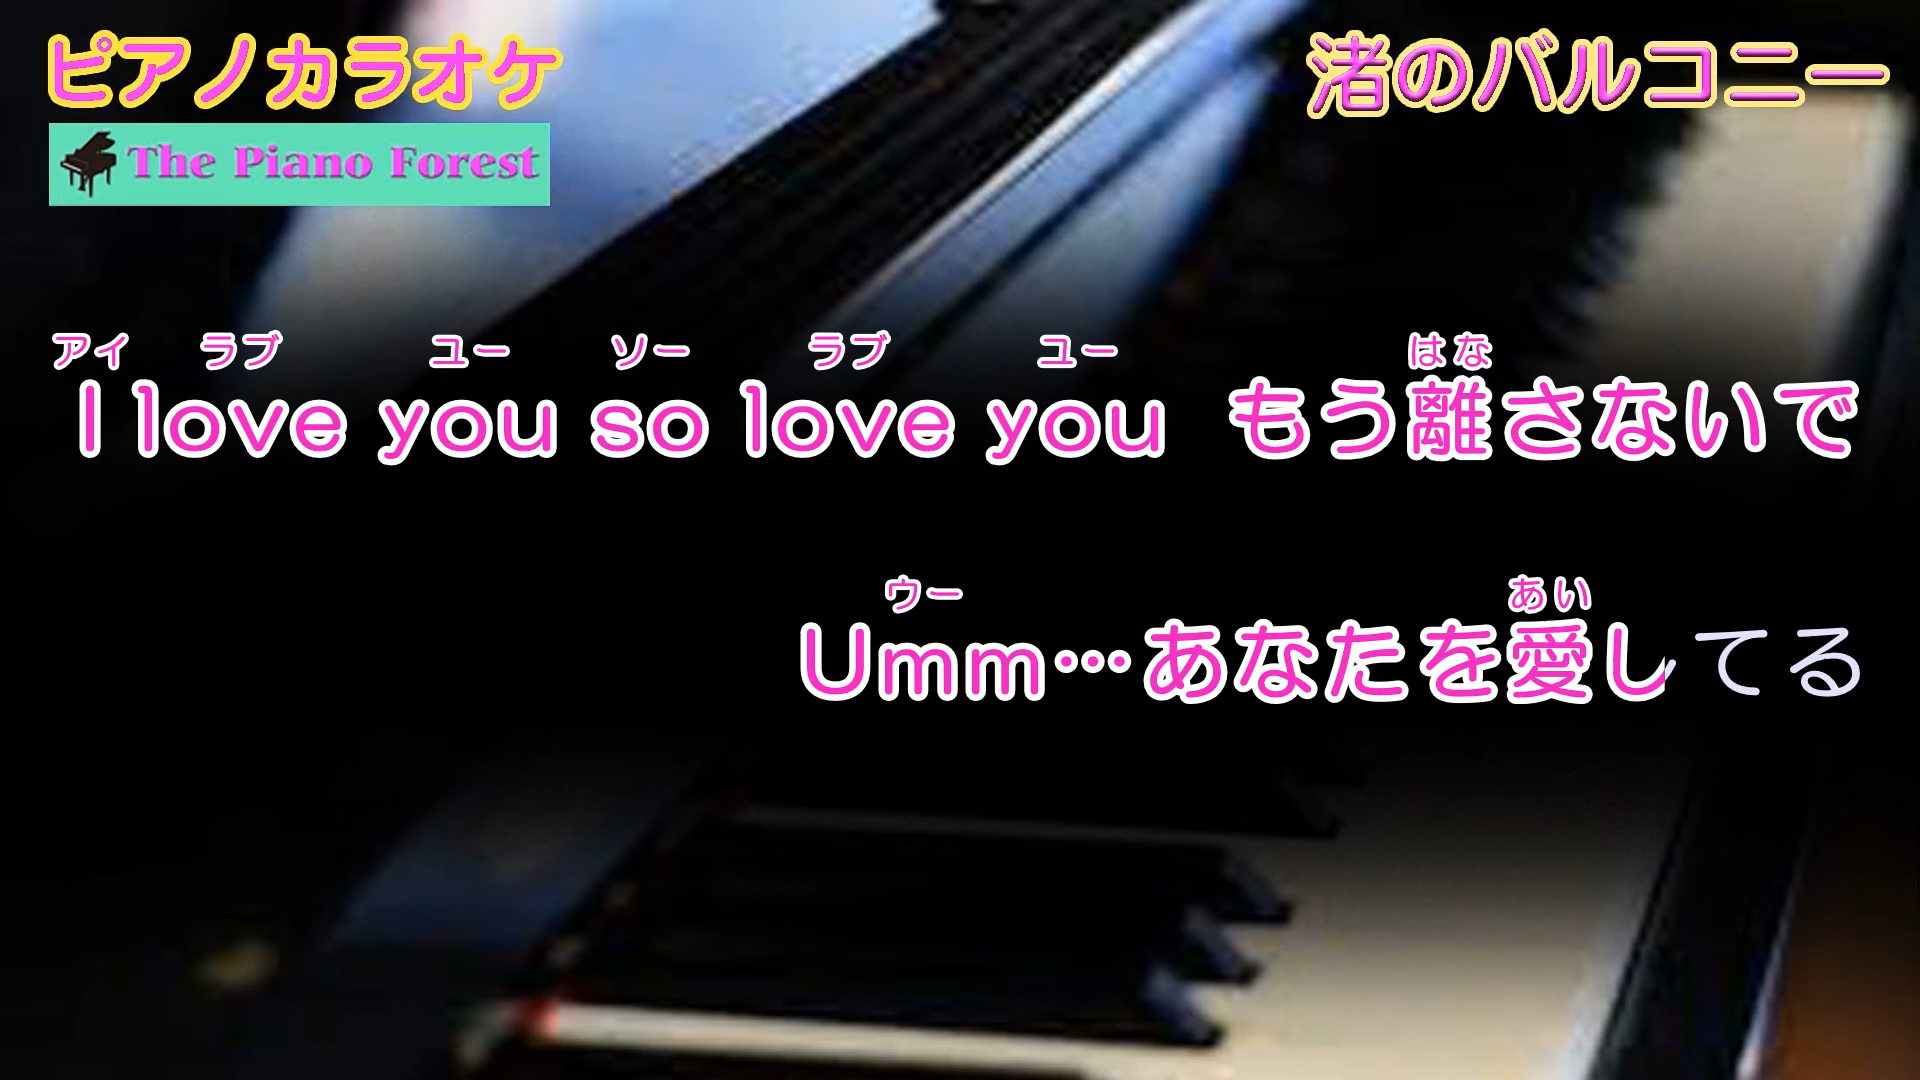 ピアノカラオケ
渚のバルコニー
The Piano Forest
アイ ラブ ユー ソー ラブ ユー はな
I love you so love you もう離さないで
ウー あい
Umm…あなたを愛してる